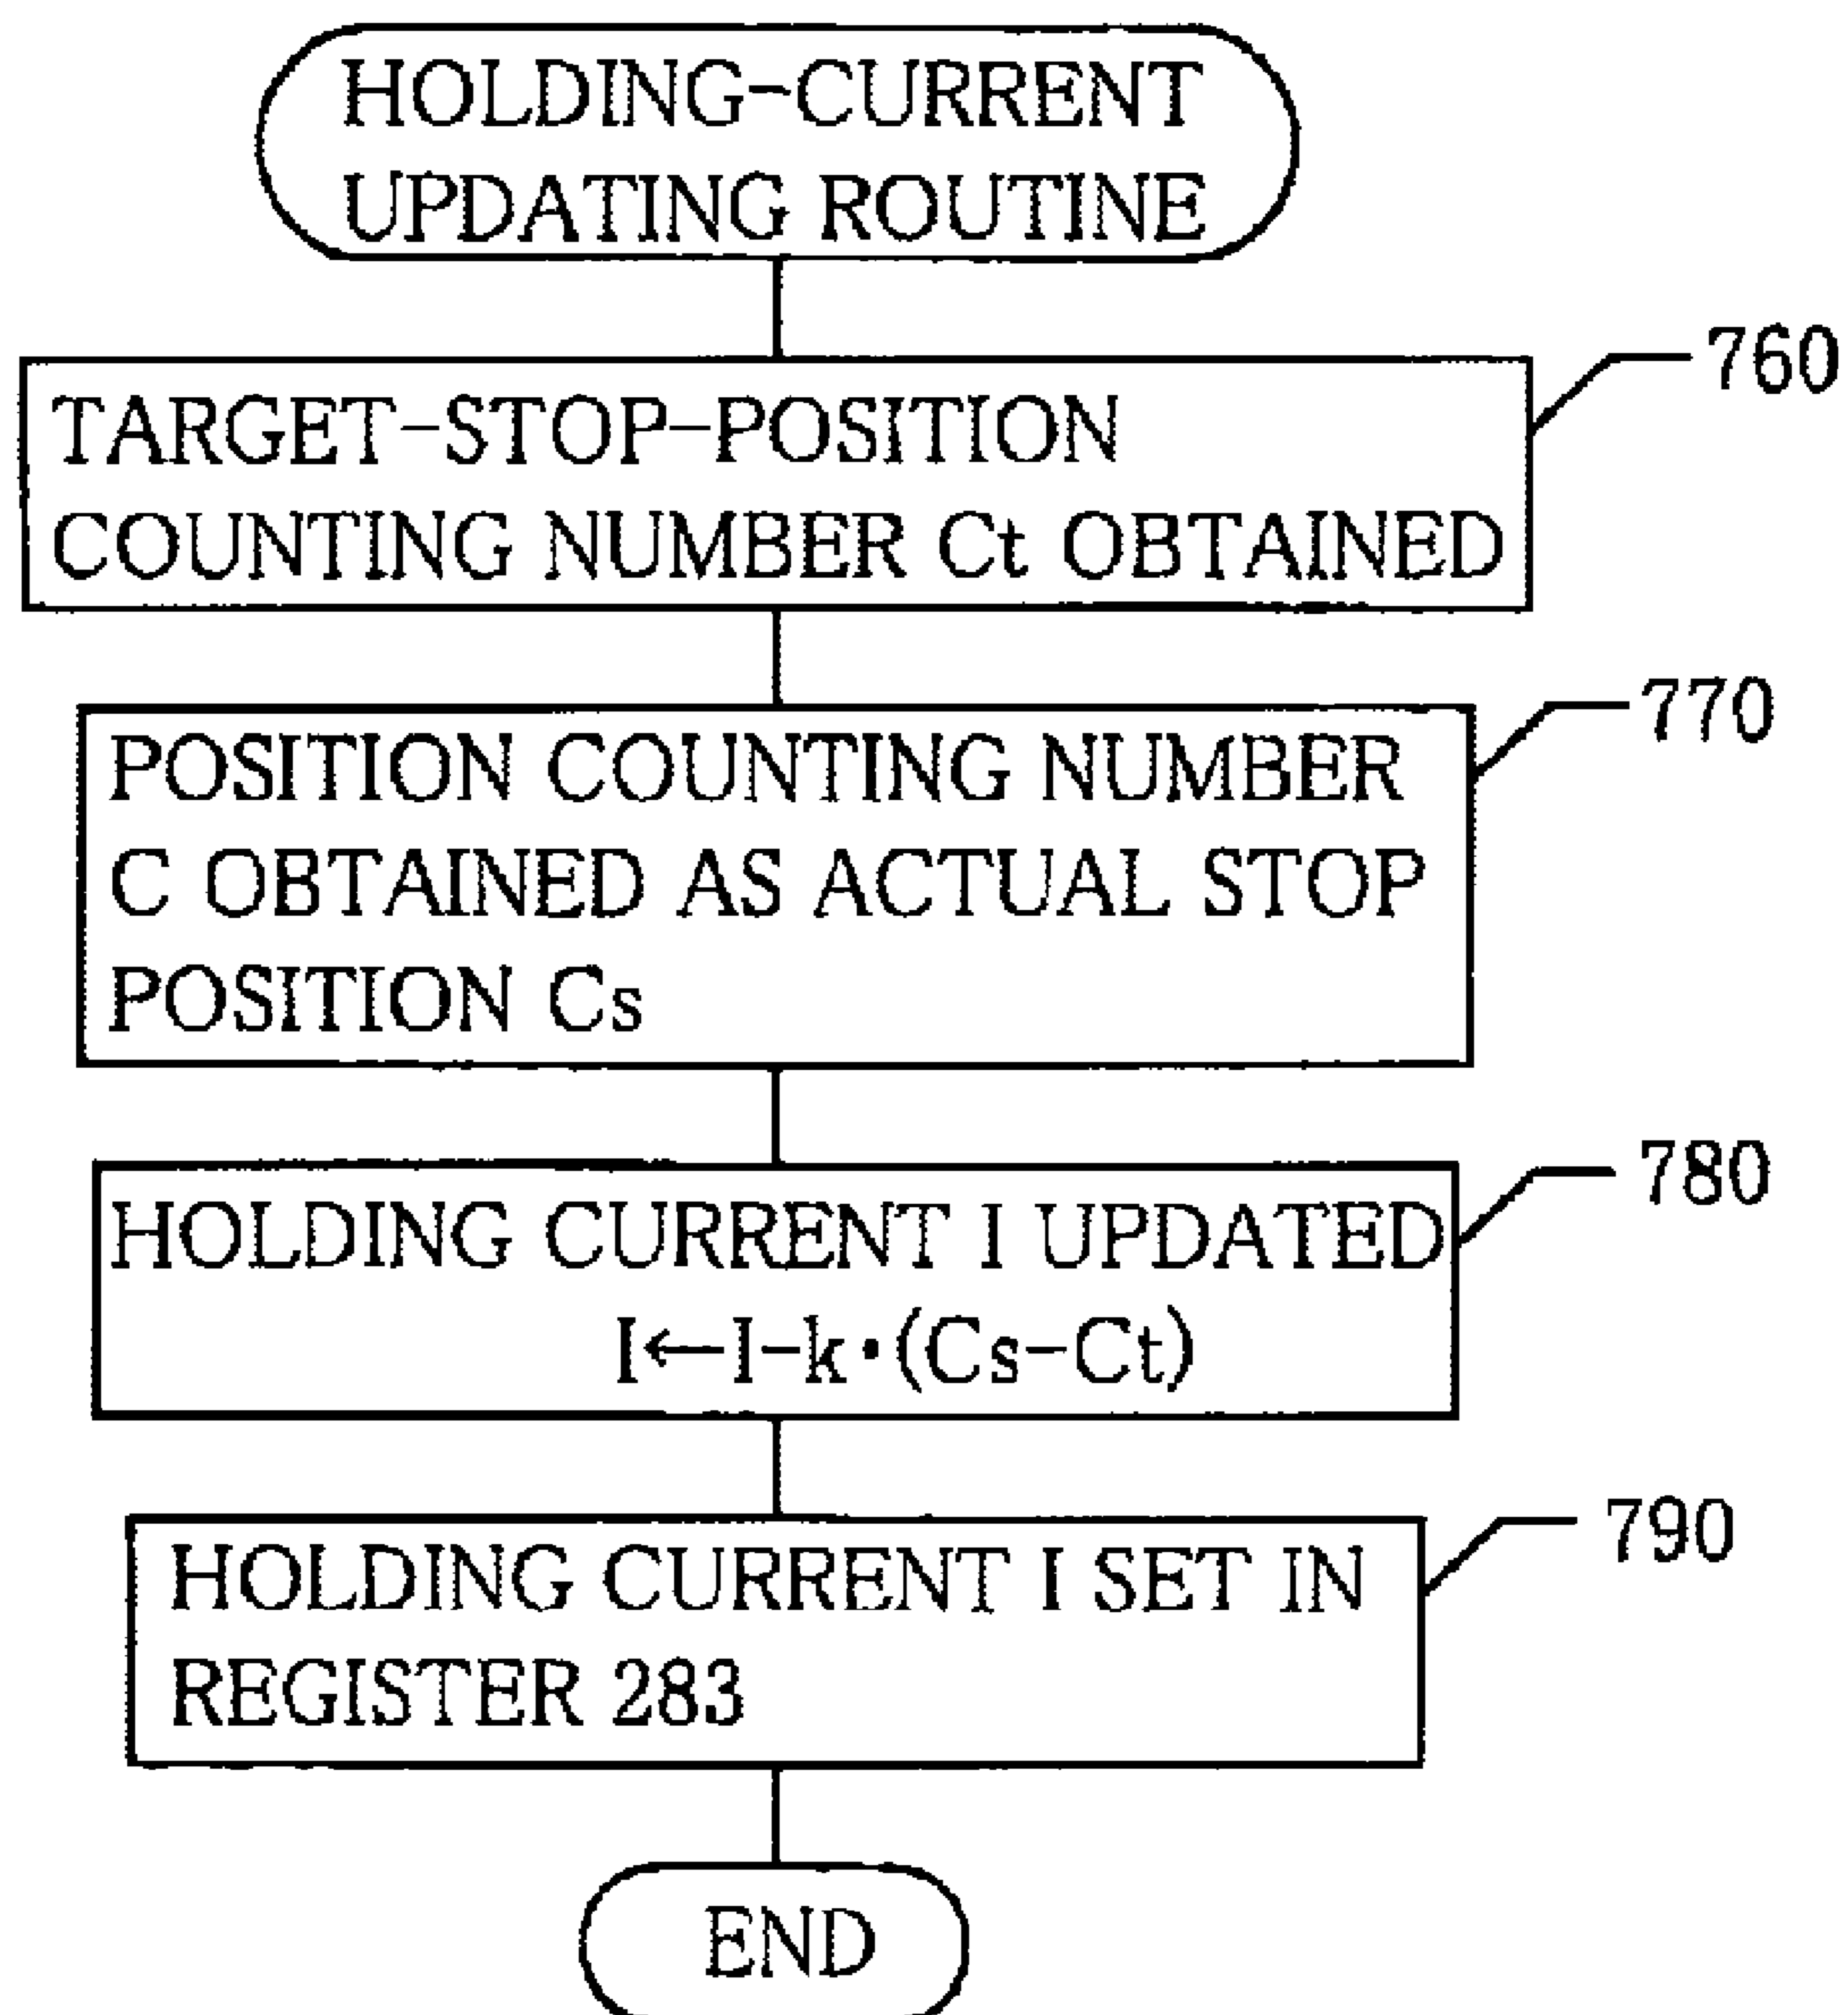 HOLDING-CURRENT
UPDATING ROUTINE
760
TARGET-STOP-POSITION
COUNTING NUMBER Ct OBTAINED
770
POSITION COUNTING NUMBER
C OBTAINED AS ACTUAL STOP
POSITION Cs
780
HOLDING CURRENT I UPDATED
I←I-k・(Cs-Ct)
790
HOLDING CURRENT I SET IN
REGISTER 283
END